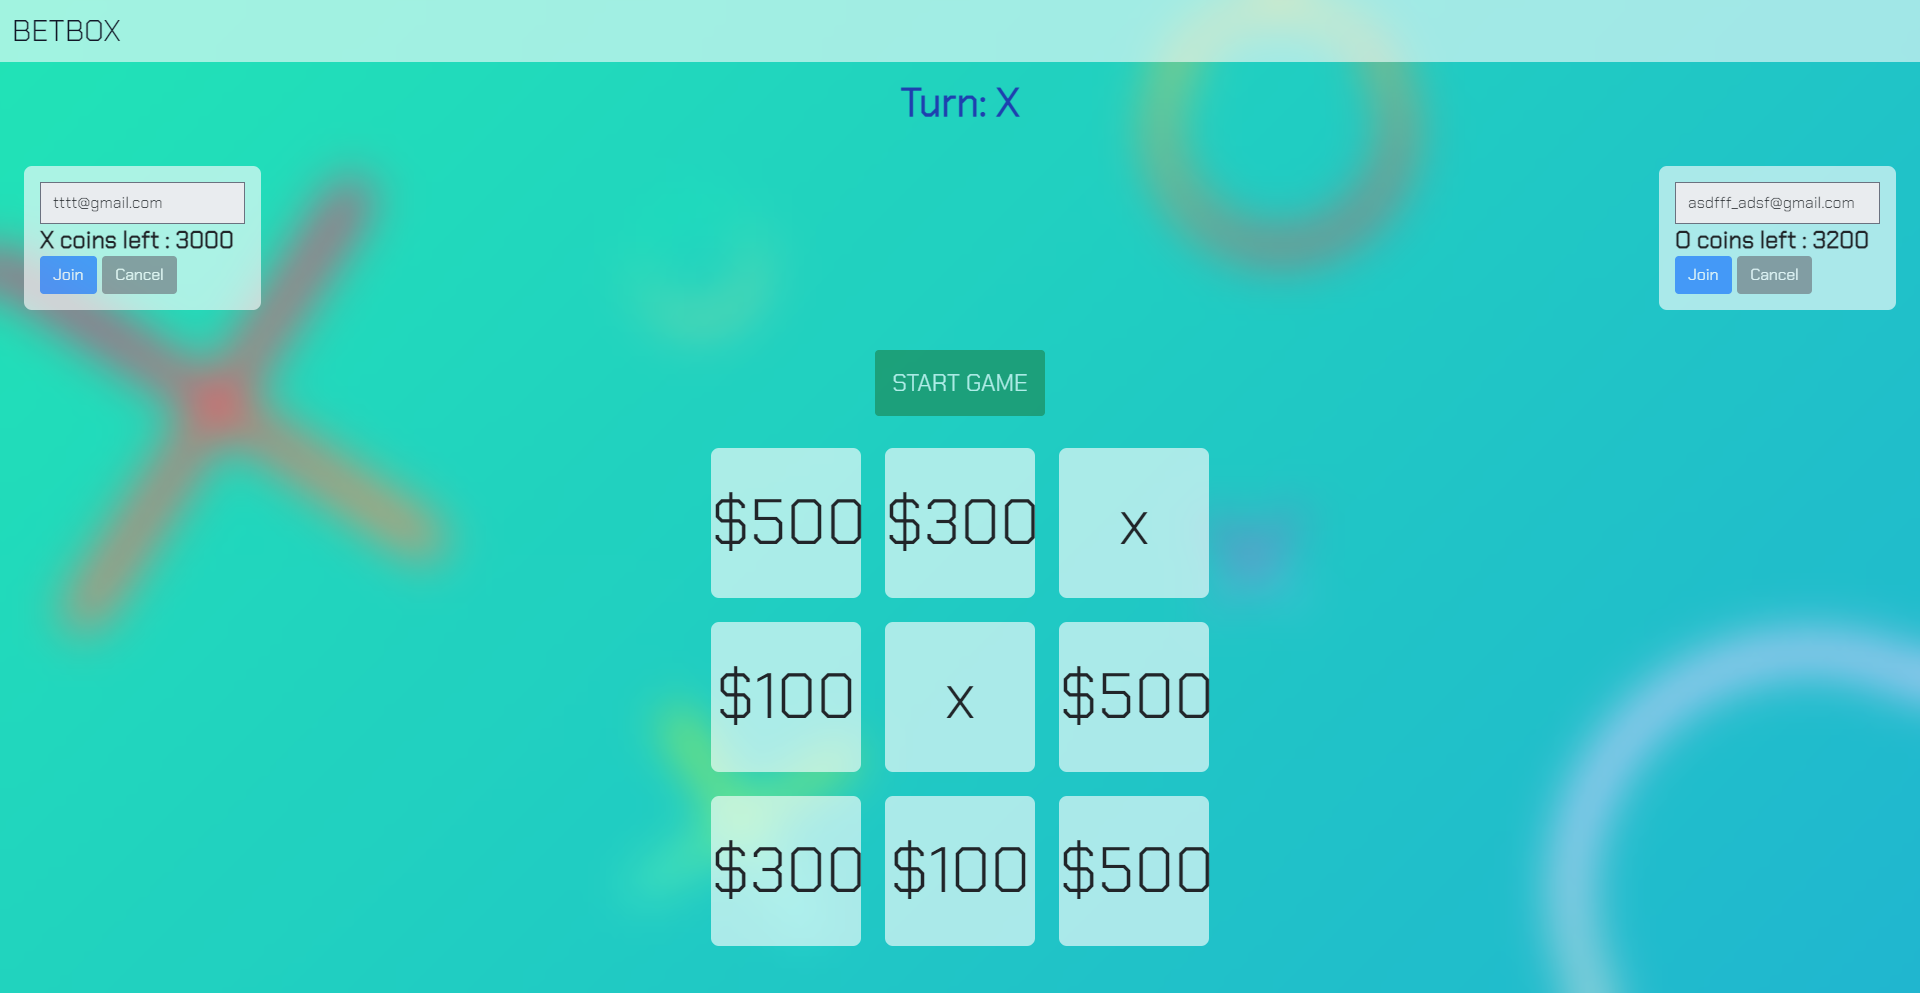 BETBOX
Turn: X
tttt@gmail.com
X coins left : 3000
Join Cancel
asdfff_adsf@gmail.com
O coins left : 3200
Join Cancel
START GAME
$500 $300 x
$100 x $500
$300 $100 $500